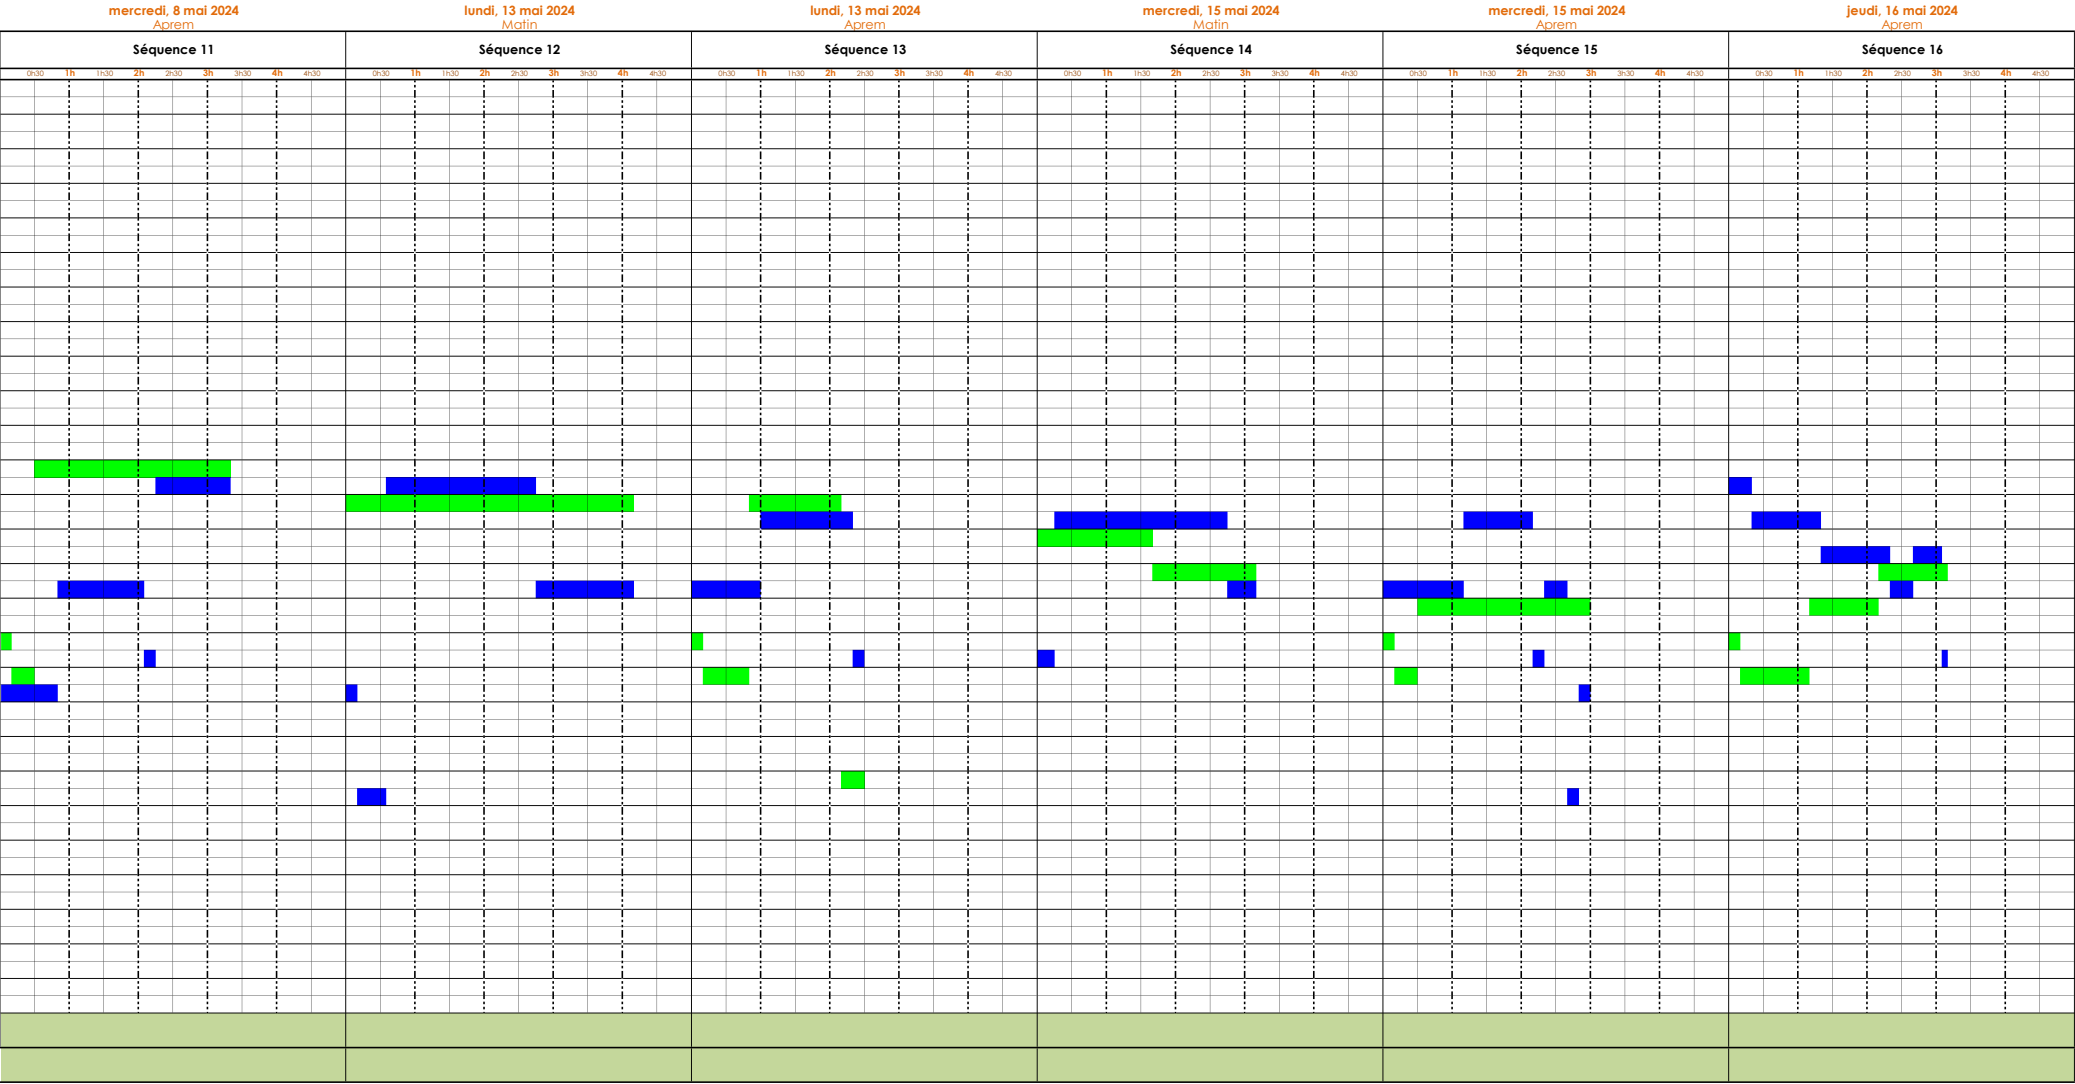 mercredi, 8 mai 2024 lundi, 13 mai 2024 lundi, 13 mai 2024 mercredi, 15 mai 2024 mercredi, 15 mai 2024 jeudi, 16 mai 2024
Aprem Matin Aprem Matin Aprem Aprem
Séquence 11 Séquence 12 Séquence 13 Séquence 14 Séquence 15 Séquence 16
0h30 1h 1h30 2h 2h30 3h 3h30 4h 4h30 0h30 1h 1h30 2h 2h30 3h 3h30 4h 4h30 0h30 1h 1h30 2h 2h30 3h 3h30 4h 4h30 0h30 1h 1h30 2h 2h30 3h 3h30 4h 4h30 0h30 1h 1h30 2h 2h30 3h 3h30 4h 4h30 0h30 1h 1h30 2h 2h30 3h 3h30 4h 4h30